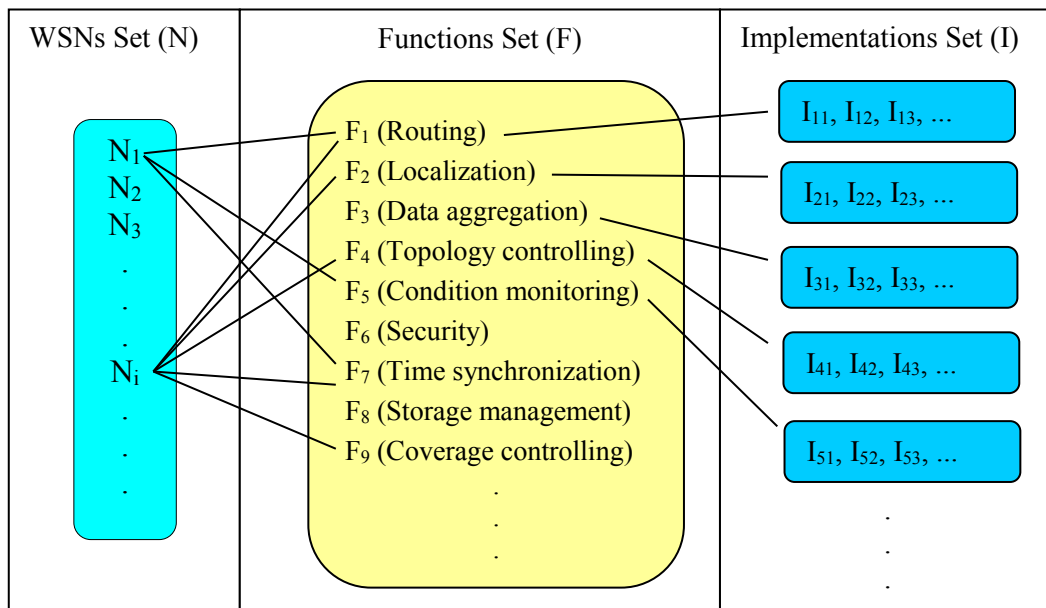 WSNs Set (N)
Functions Set (F)
Implementations Set (I)
N₁
N₂
N₃
.
.
.
Nᵢ
.
.
.
F₁ (Routing)
F₂ (Localization)
F₃ (Data aggregation)
F₄ (Topology controlling)
F₅ (Condition monitoring)
F₆ (Security)
F₇ (Time synchronization)
F₈ (Storage management)
F₉ (Coverage controlling)
.
.
.
I₁₁, I₁₂, I₁₃, ...
I₂₁, I₂₂, I₂₃, ...
I₃₁, I₃₂, I₃₃, ...
I₄₁, I₄₂, I₄₃, ...
I₅₁, I₅₂, I₅₃, ...
.
.
.